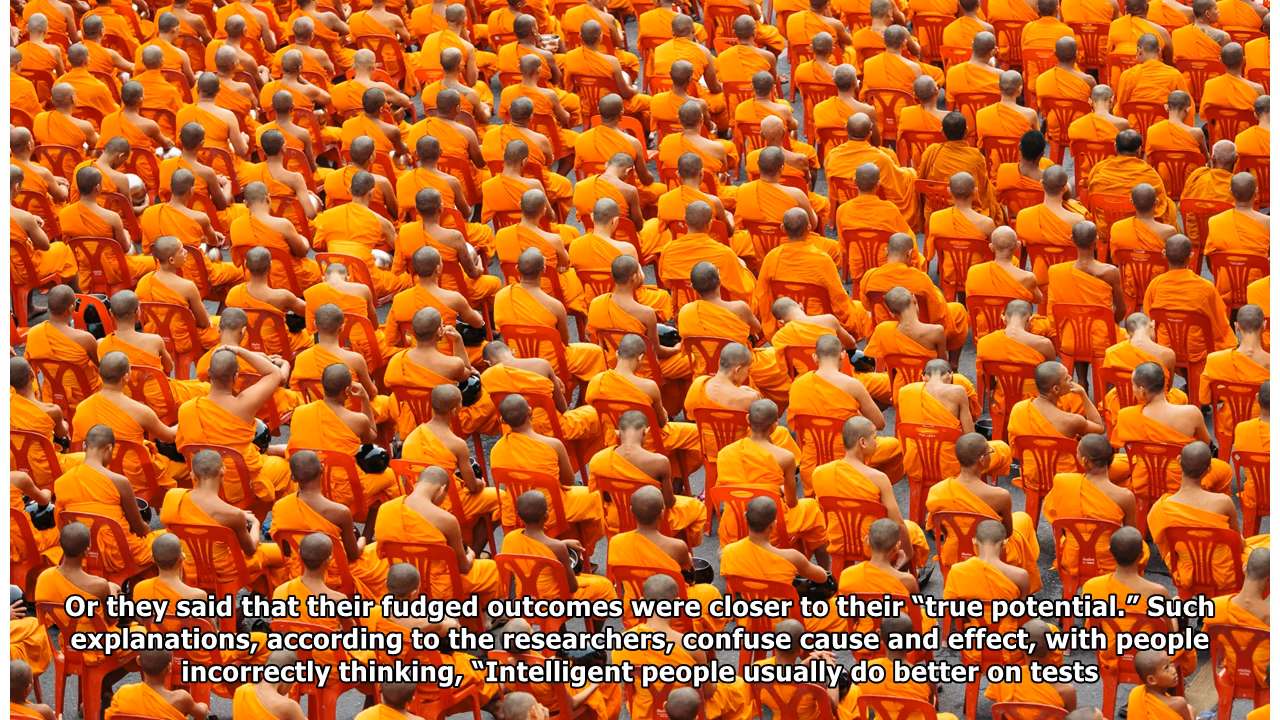 Or they said that their fudged outcomes were closer to their “true potential.” Such
explanations, according to the researchers, confuse cause and effect, with people
incorrectly thinking, “Intelligent people usually do better on tests